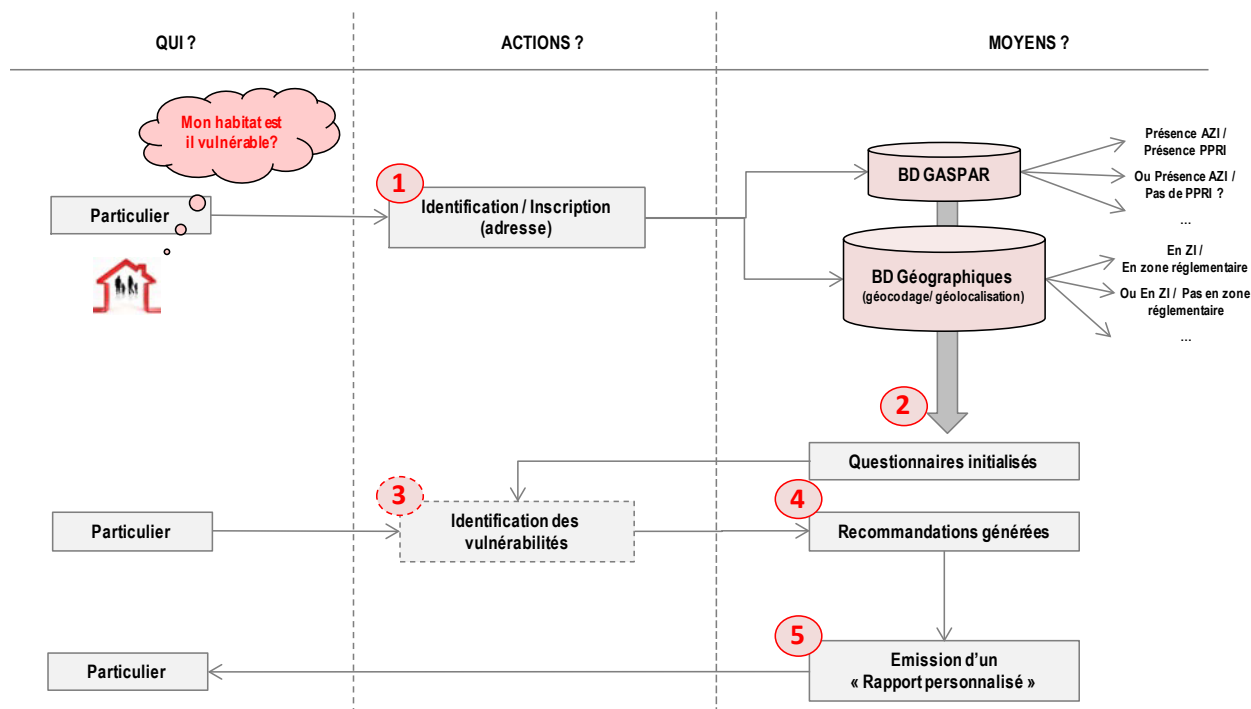 QUI ?
ACTIONS ?
MOYENS ?
Mon habitat est
il vulnérable?
Particulier
1
Identification / Inscription
(adresse)
BD GASPAR
Présence AZI /
Présence PPRI
Ou Présence AZI /
Pas de PPRI ?
...
BD Géographiques
(géocodage/ géolocalisation)
En ZI /
En zone réglementaire
Ou En ZI / Pas en zone
réglementaire
...
2
Questionnaires initialisés
3
Particulier
Identification des
vulnérabilités
4
Recommandations générées
5
Particulier
Emission d’un
« Rapport personnalisé »